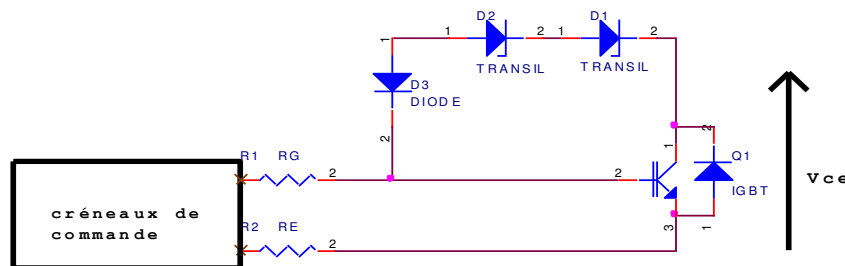 D2
D1
1
2
1
2
1
TRANSIL
TRANSIL
D3
DIODE
2
2
R1
RG
2
2
1
Q1
IGBT
Vce
créneaux de
commande
R2
RE
2
3
1